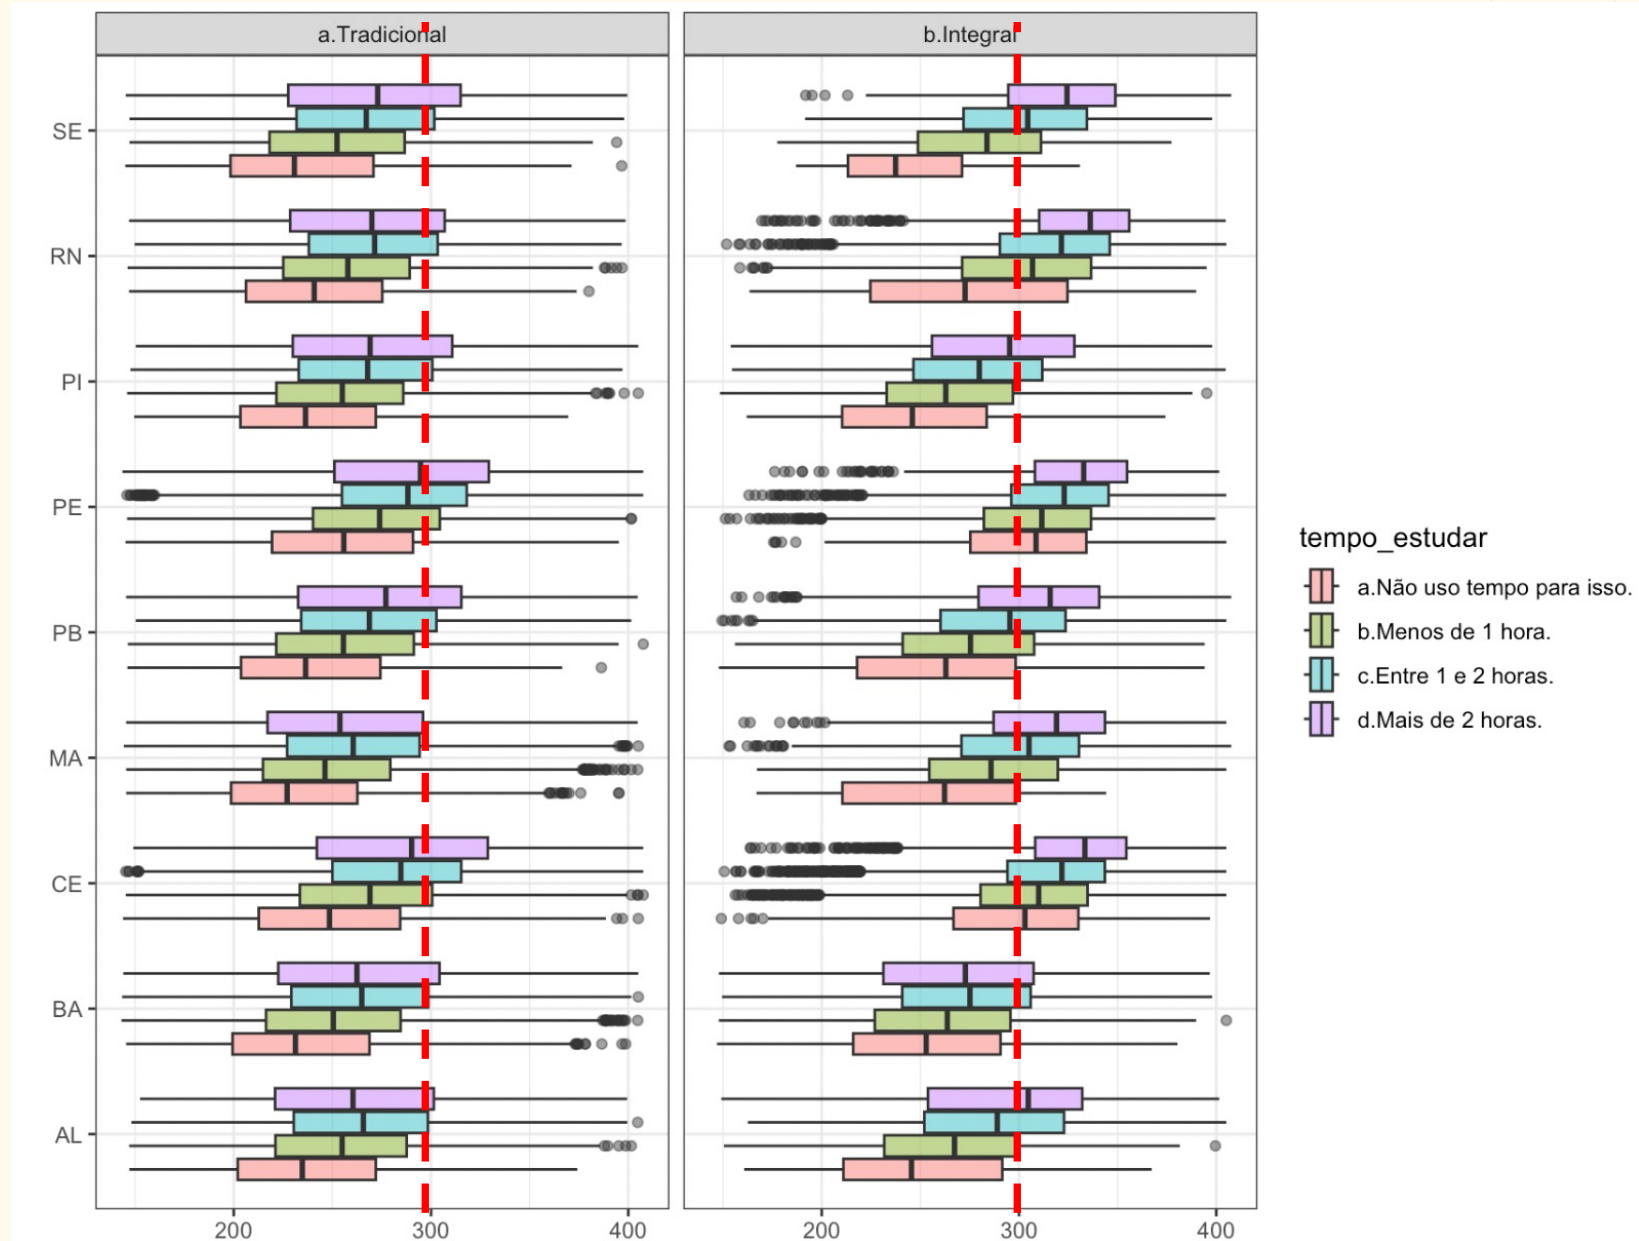 a.Tradicional
b.Integral
SE
RN
PI
PE
PB
MA
CE
BA
AL
200 300 400
200 300 400
tempo_estudar
a.Não uso tempo para isso.
b.Menos de 1 hora.
c.Entre 1 e 2 horas.
d.Mais de 2 horas.